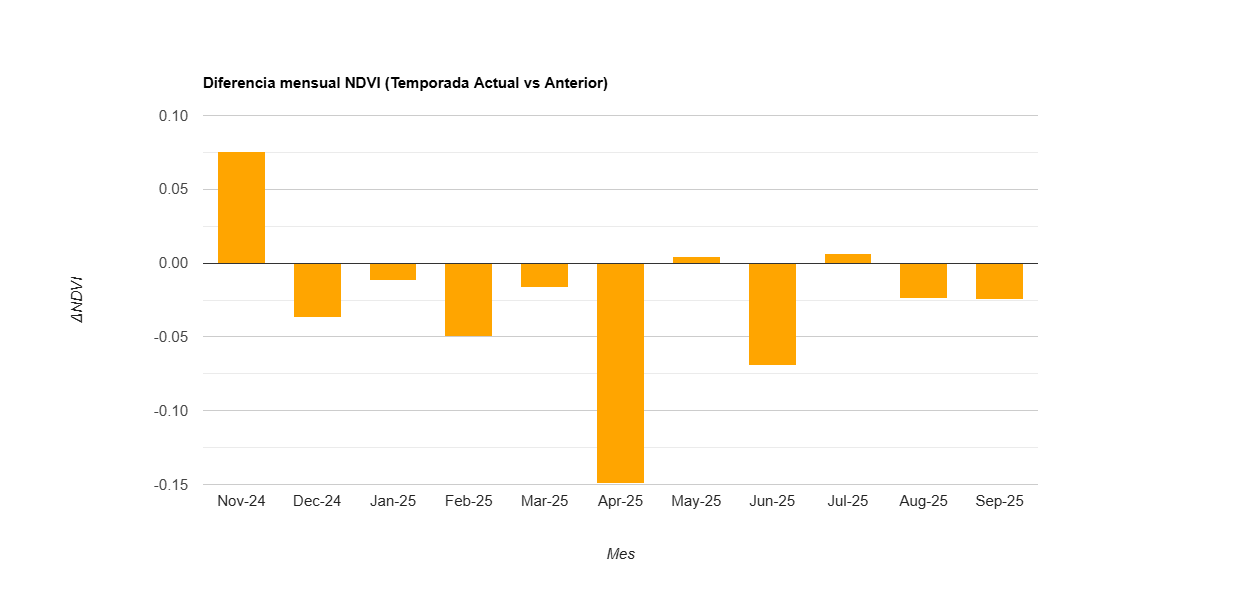 Diferencia mensual NDVI (Temporada Actual vs Anterior)
0.10
0.05
0.00
-0.05
-0.10
-0.15
ΔNDVI
Nov-24 Dec-24 Jan-25 Feb-25 Mar-25 Apr-25 May-25 Jun-25 Jul-25 Aug-25 Sep-25
Mes